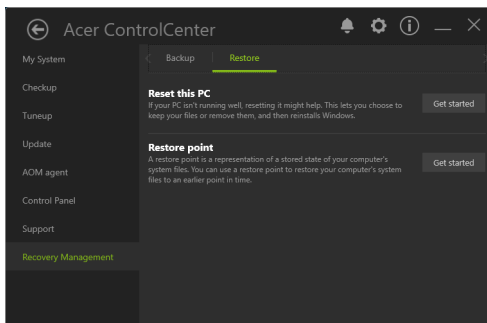 Acer ControlCenter
My System
Checkup
Tuneup
Update
AOM agent
Control Panel
Support
Recovery Management
Backup
Restore
Reset this PC
If your PC isn't running well, resetting it might help. This lets you choose to
keep your files or remove them, and then reinstalls Windows.
Get started
Restore point
A restore point is a representation of a stored state of your computer's
system files. You can use a restore point to restore your computer's system
files to an earlier point in time.
Get started